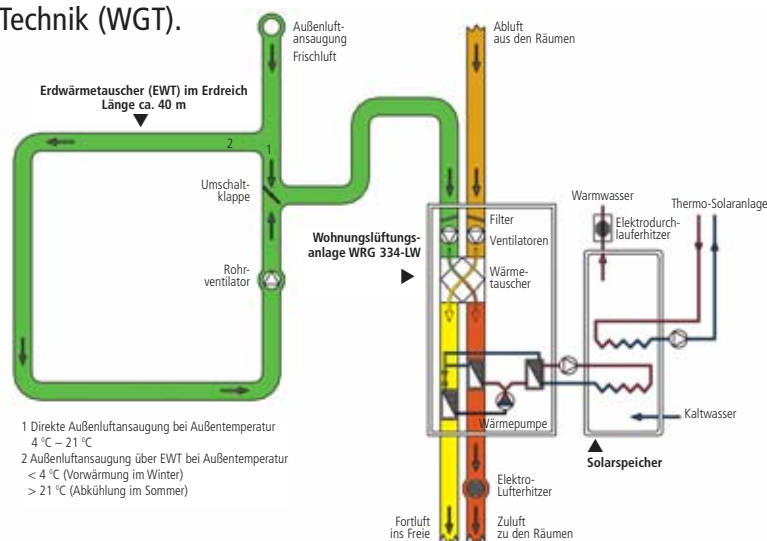 Technik (WGT).
Außenluft-
ansaugung
Frischluft
Abluft
aus den Räumen
Erdwärmetauscher (EWT) im Erdreich
Länge ca. 40 m
2
1
Umschalt-
klappe
Rohr-
ventilator
Wohnungslüftungs-
anlage WRG 334-LW
Filter
Ventilatoren
Wärme-
tauscher
Warmwasser
Elektrodurch-
lauferhitzer
Thermo-Solaranlage
Wärmepumpe
Kaltwasser
Solarspeicher
Elektro-
Lufterhitzer
Fortluft
ins Freie
Zuluft
zu den Räumen
1 Direkte Außenluftansaugung bei Außentemperatur
4 °C – 21 °C
2 Außenluftansaugung über EWT bei Außentemperatur
< 4 °C (Vorwärmung im Winter)
> 21 °C (Abkühlung im Sommer)